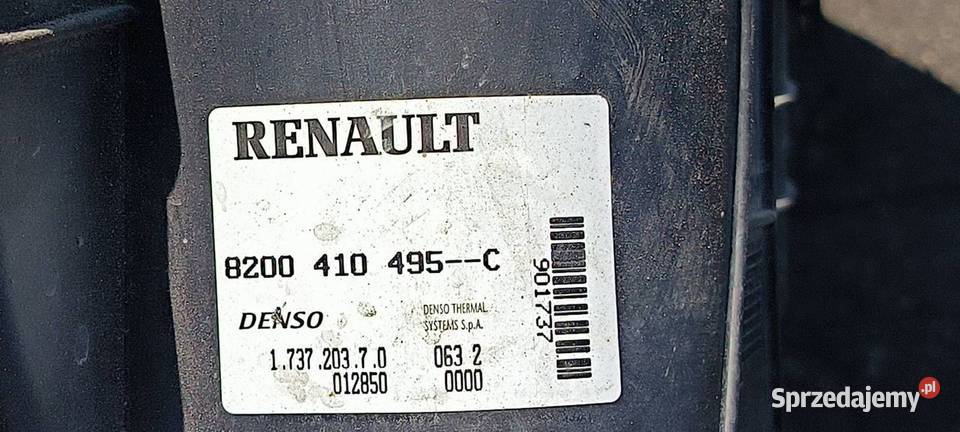 RENAULT
8200 410 495--C
DENSO
DENSO THERMAL
SYSTEMS S.p.A.
1.737.203.7.0
063 2
012850
0000
901737
Sprzedajemy.pl